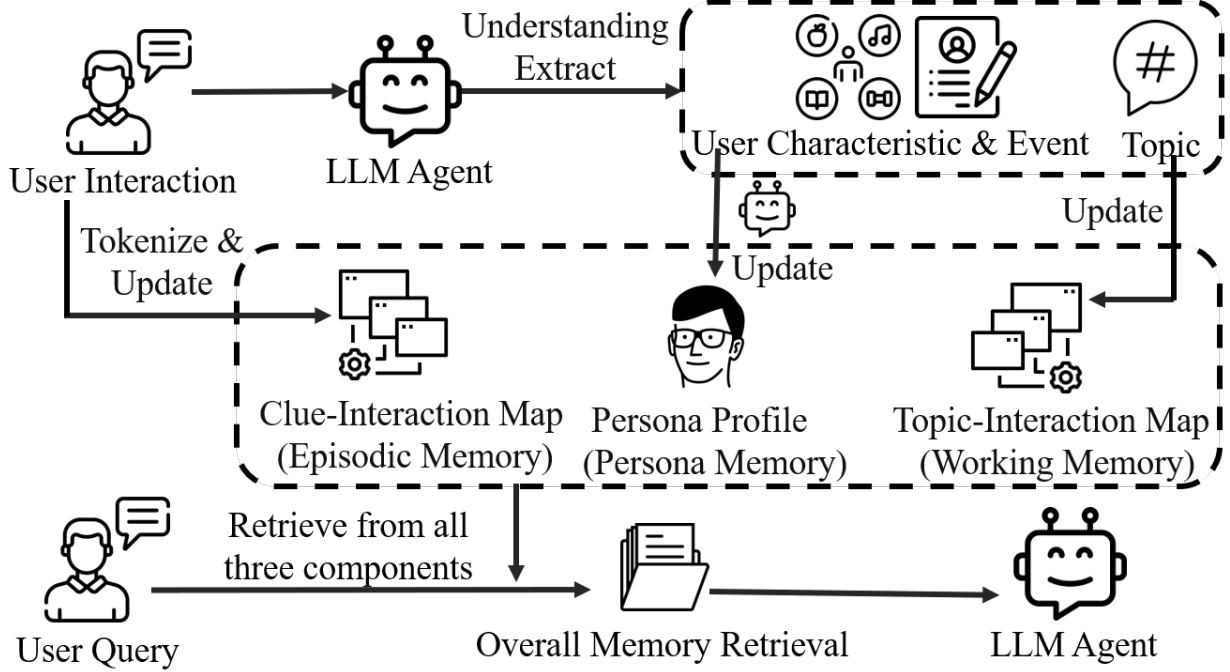 Understanding
Extract
User Interaction
LLM Agent
User Characteristic & Event
#
Topic
Tokenize &
Update
Update
Update
Clue-Interaction Map
(Episodic Memory)
Persona Profile
(Persona Memory)
Topic-Interaction Map
(Working Memory)
Retrieve from all
three components
User Query
Overall Memory Retrieval
LLM Agent